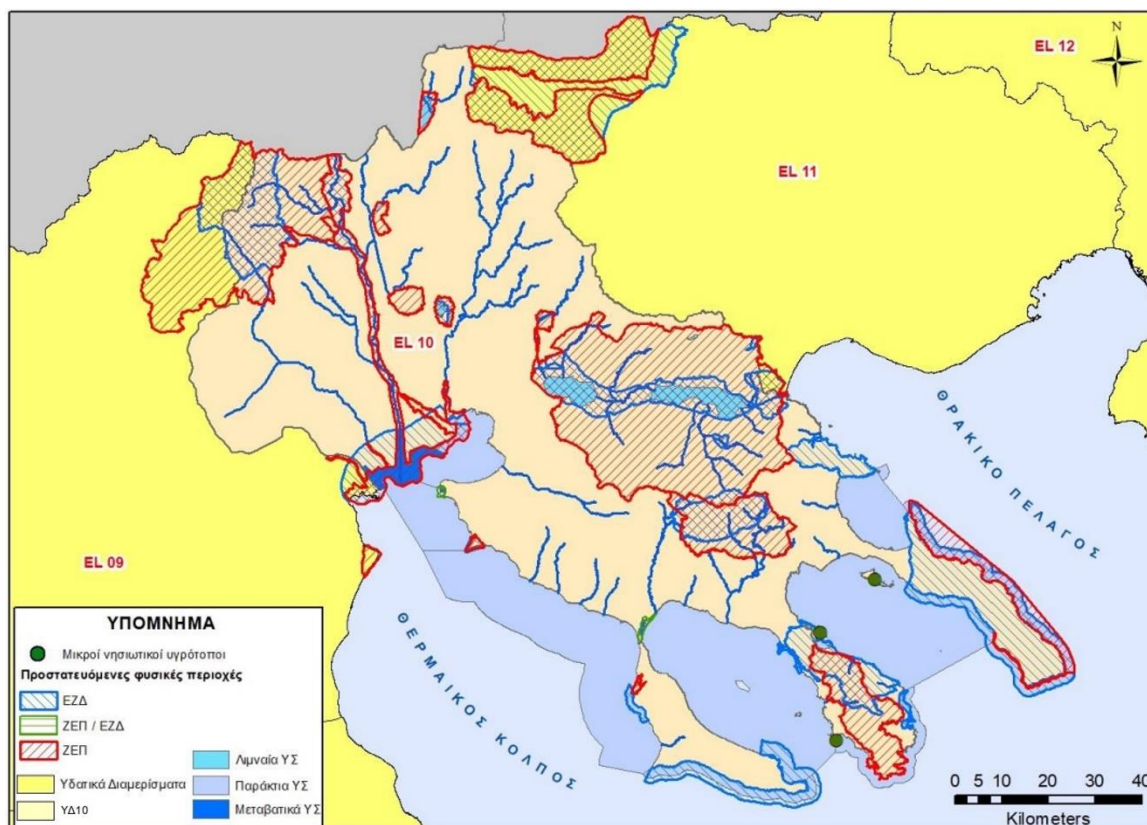 N
EL 12
EL 11
EL 10
ΘΡΑΚΙΚΟ ΠΕΛΑΓΟΣ
EL 09
ΘΕΡΜΑΙΚΟΣ ΚΟΛΠΟΣ
ΥΠΟΜΝΗΜΑ
Μικροί νησιωτικοί υγρότοποι
Προστατευόμενες φυσικές περιοχές
ΕΖΔ
ΖΕΠ / ΕΖΔ
ΖΕΠ
Υδατικά Διαμερίσματα
ΥΔ10
Λιμναία ΥΣ
Παράκτια ΥΣ
Μεταβατικά ΥΣ
0 5 10 20 30 40
Kilometers